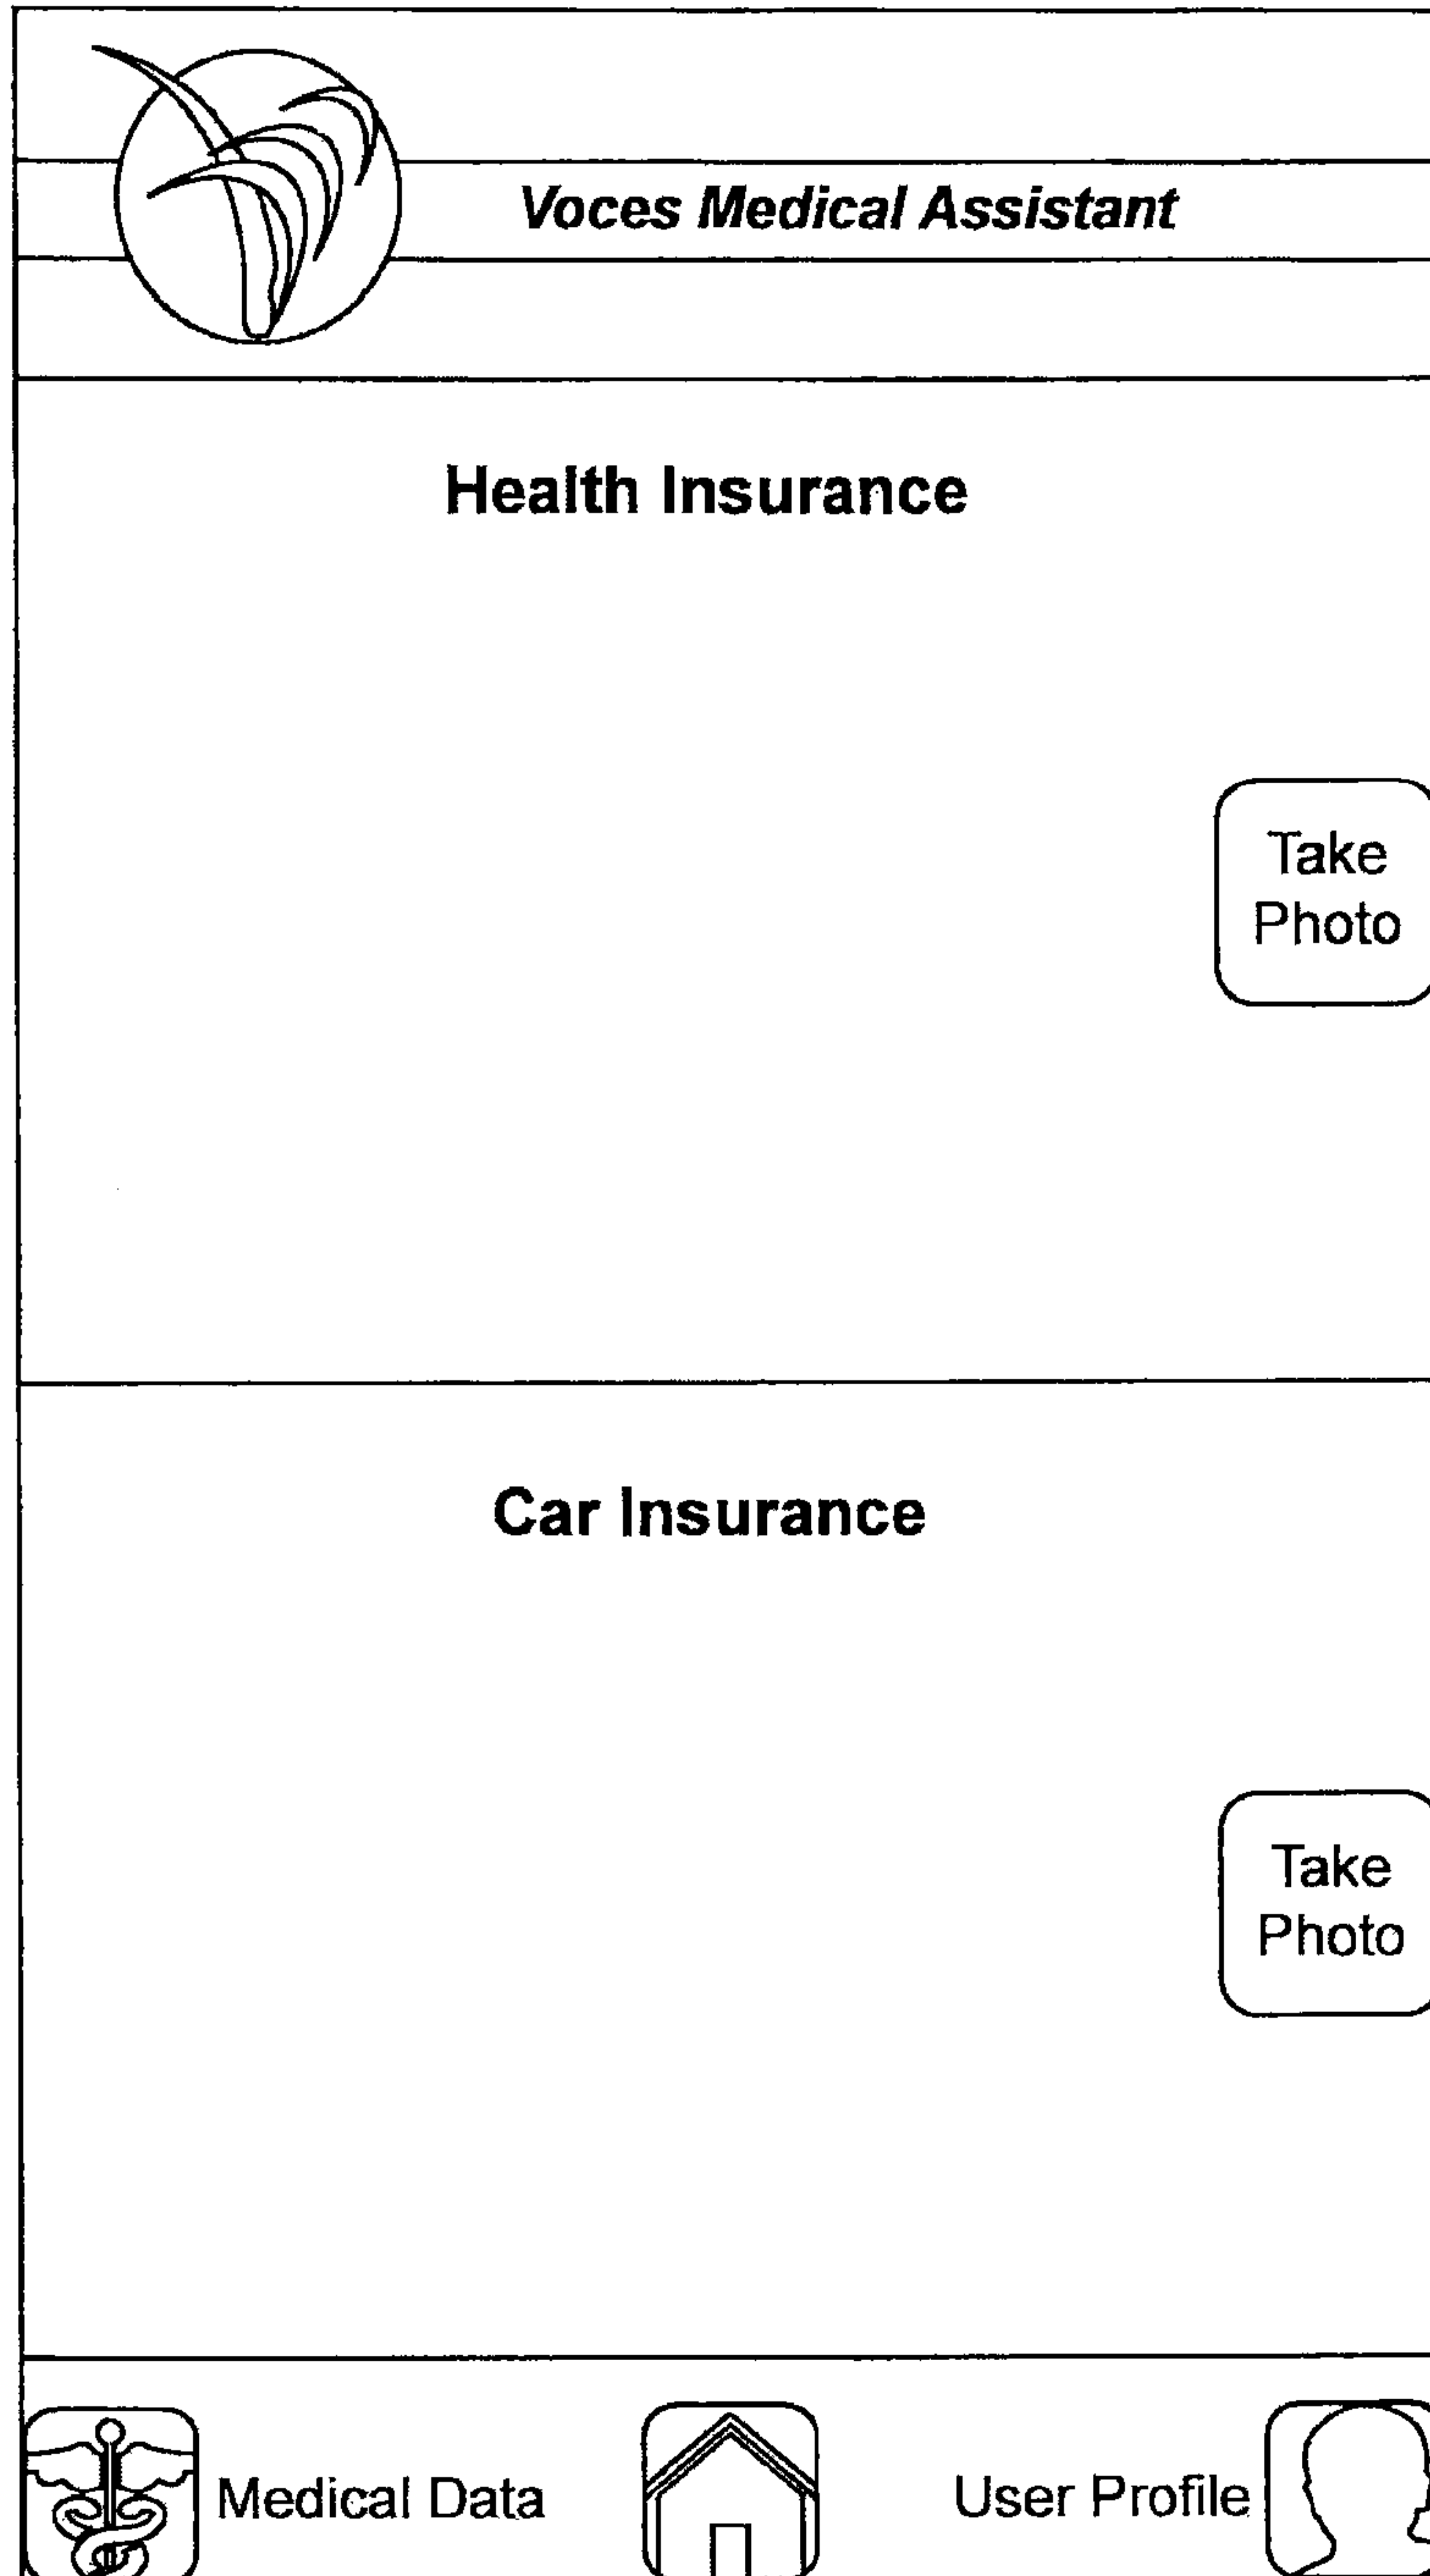 Voces Medical Assistant
Health Insurance
Take
Photo
Car Insurance
Take
Photo
Medical Data
User Profile